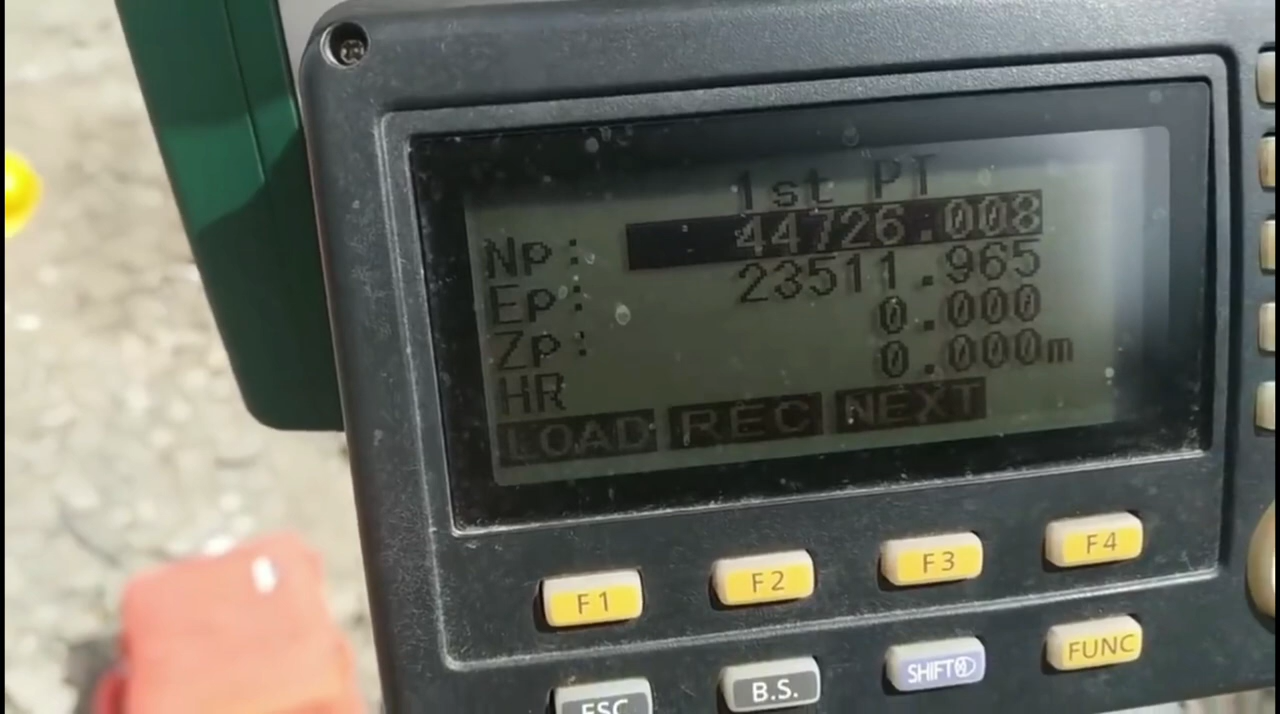 1st PT
Np: 44726.008
Ep: 23511.965
Zp: 0.000
HR 0.000m
LOAD REC NEXT
F1 F2 F3 F4
ESC B.S. SHIFT FUNC